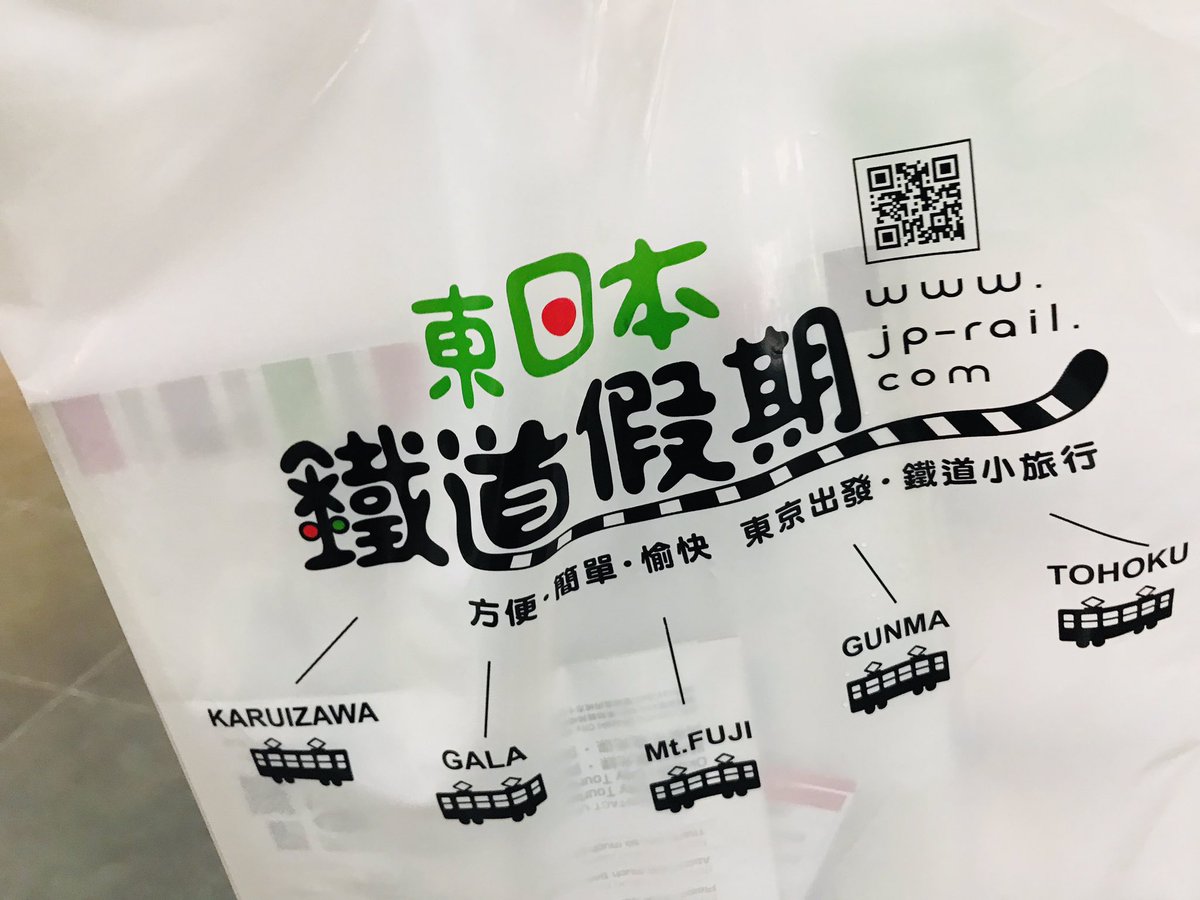 東日本
鐵道假期
www.
jp-rail.
com
方便・簡單・愉快 東京出發・鐵道小旅行
KARUIZAWA
GALA
Mt.FUJI
GUNMA
TOHOKU